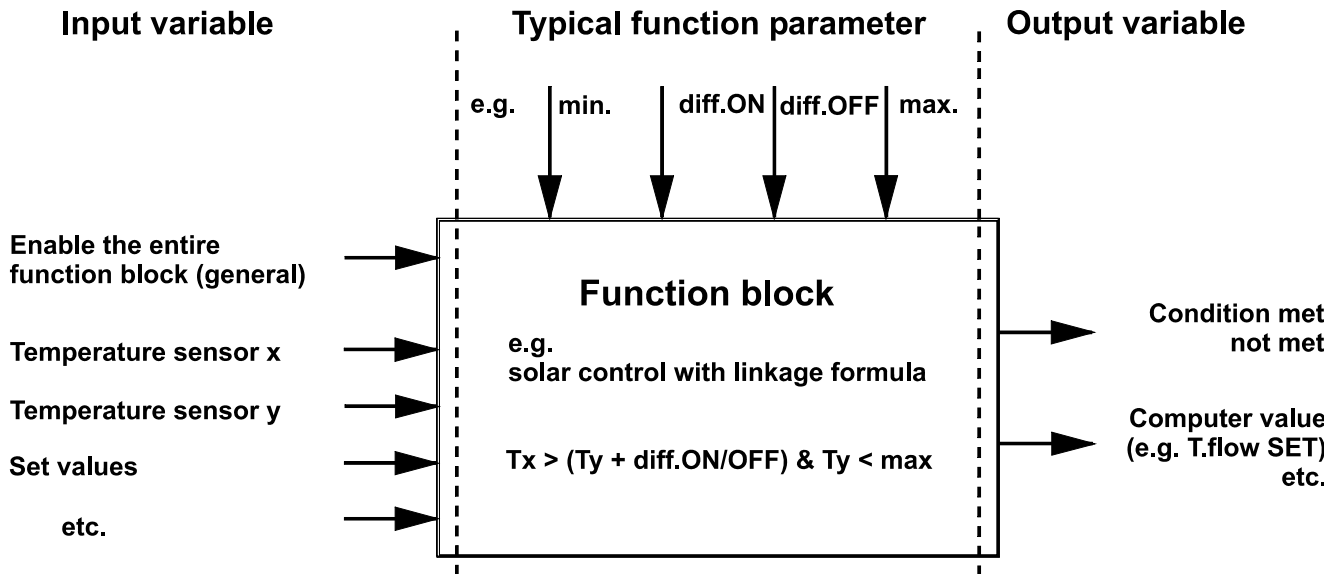 Input variable
Typical function parameter
Output variable
e.g.
min.
diff.ON
diff.OFF
max.
Enable the entire
function block (general)
Temperature sensor x
Temperature sensor y
Set values
etc.
Function block
e.g.
solar control with linkage formula
Tx > (Ty + diff.ON/OFF) & Ty < max
Condition met
not met
Computer value
(e.g. T.flow SET)
etc.